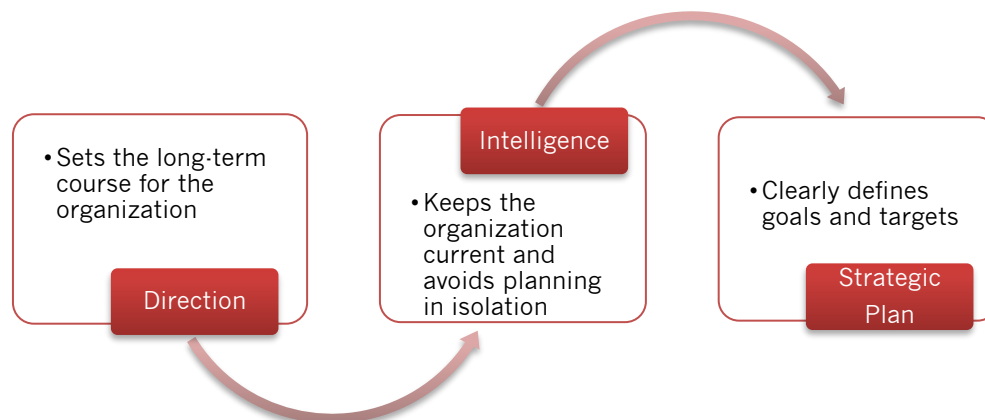 • Sets the long-term
course for the
organization
Direction
Intelligence
• Keeps the
organization
current and
avoids planning
in isolation
• Clearly defines
goals and targets
Strategic
Plan